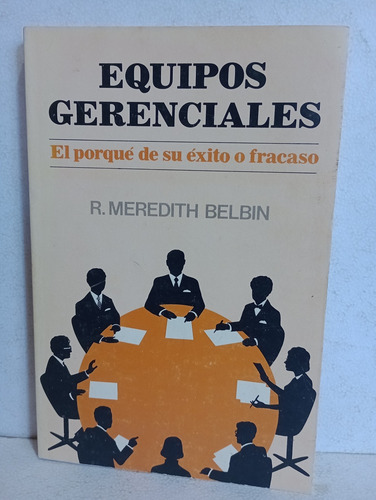 EQUIPOS
GERENCIALES
El porqué de su éxito o fracaso
R. MEREDITH BELBIN